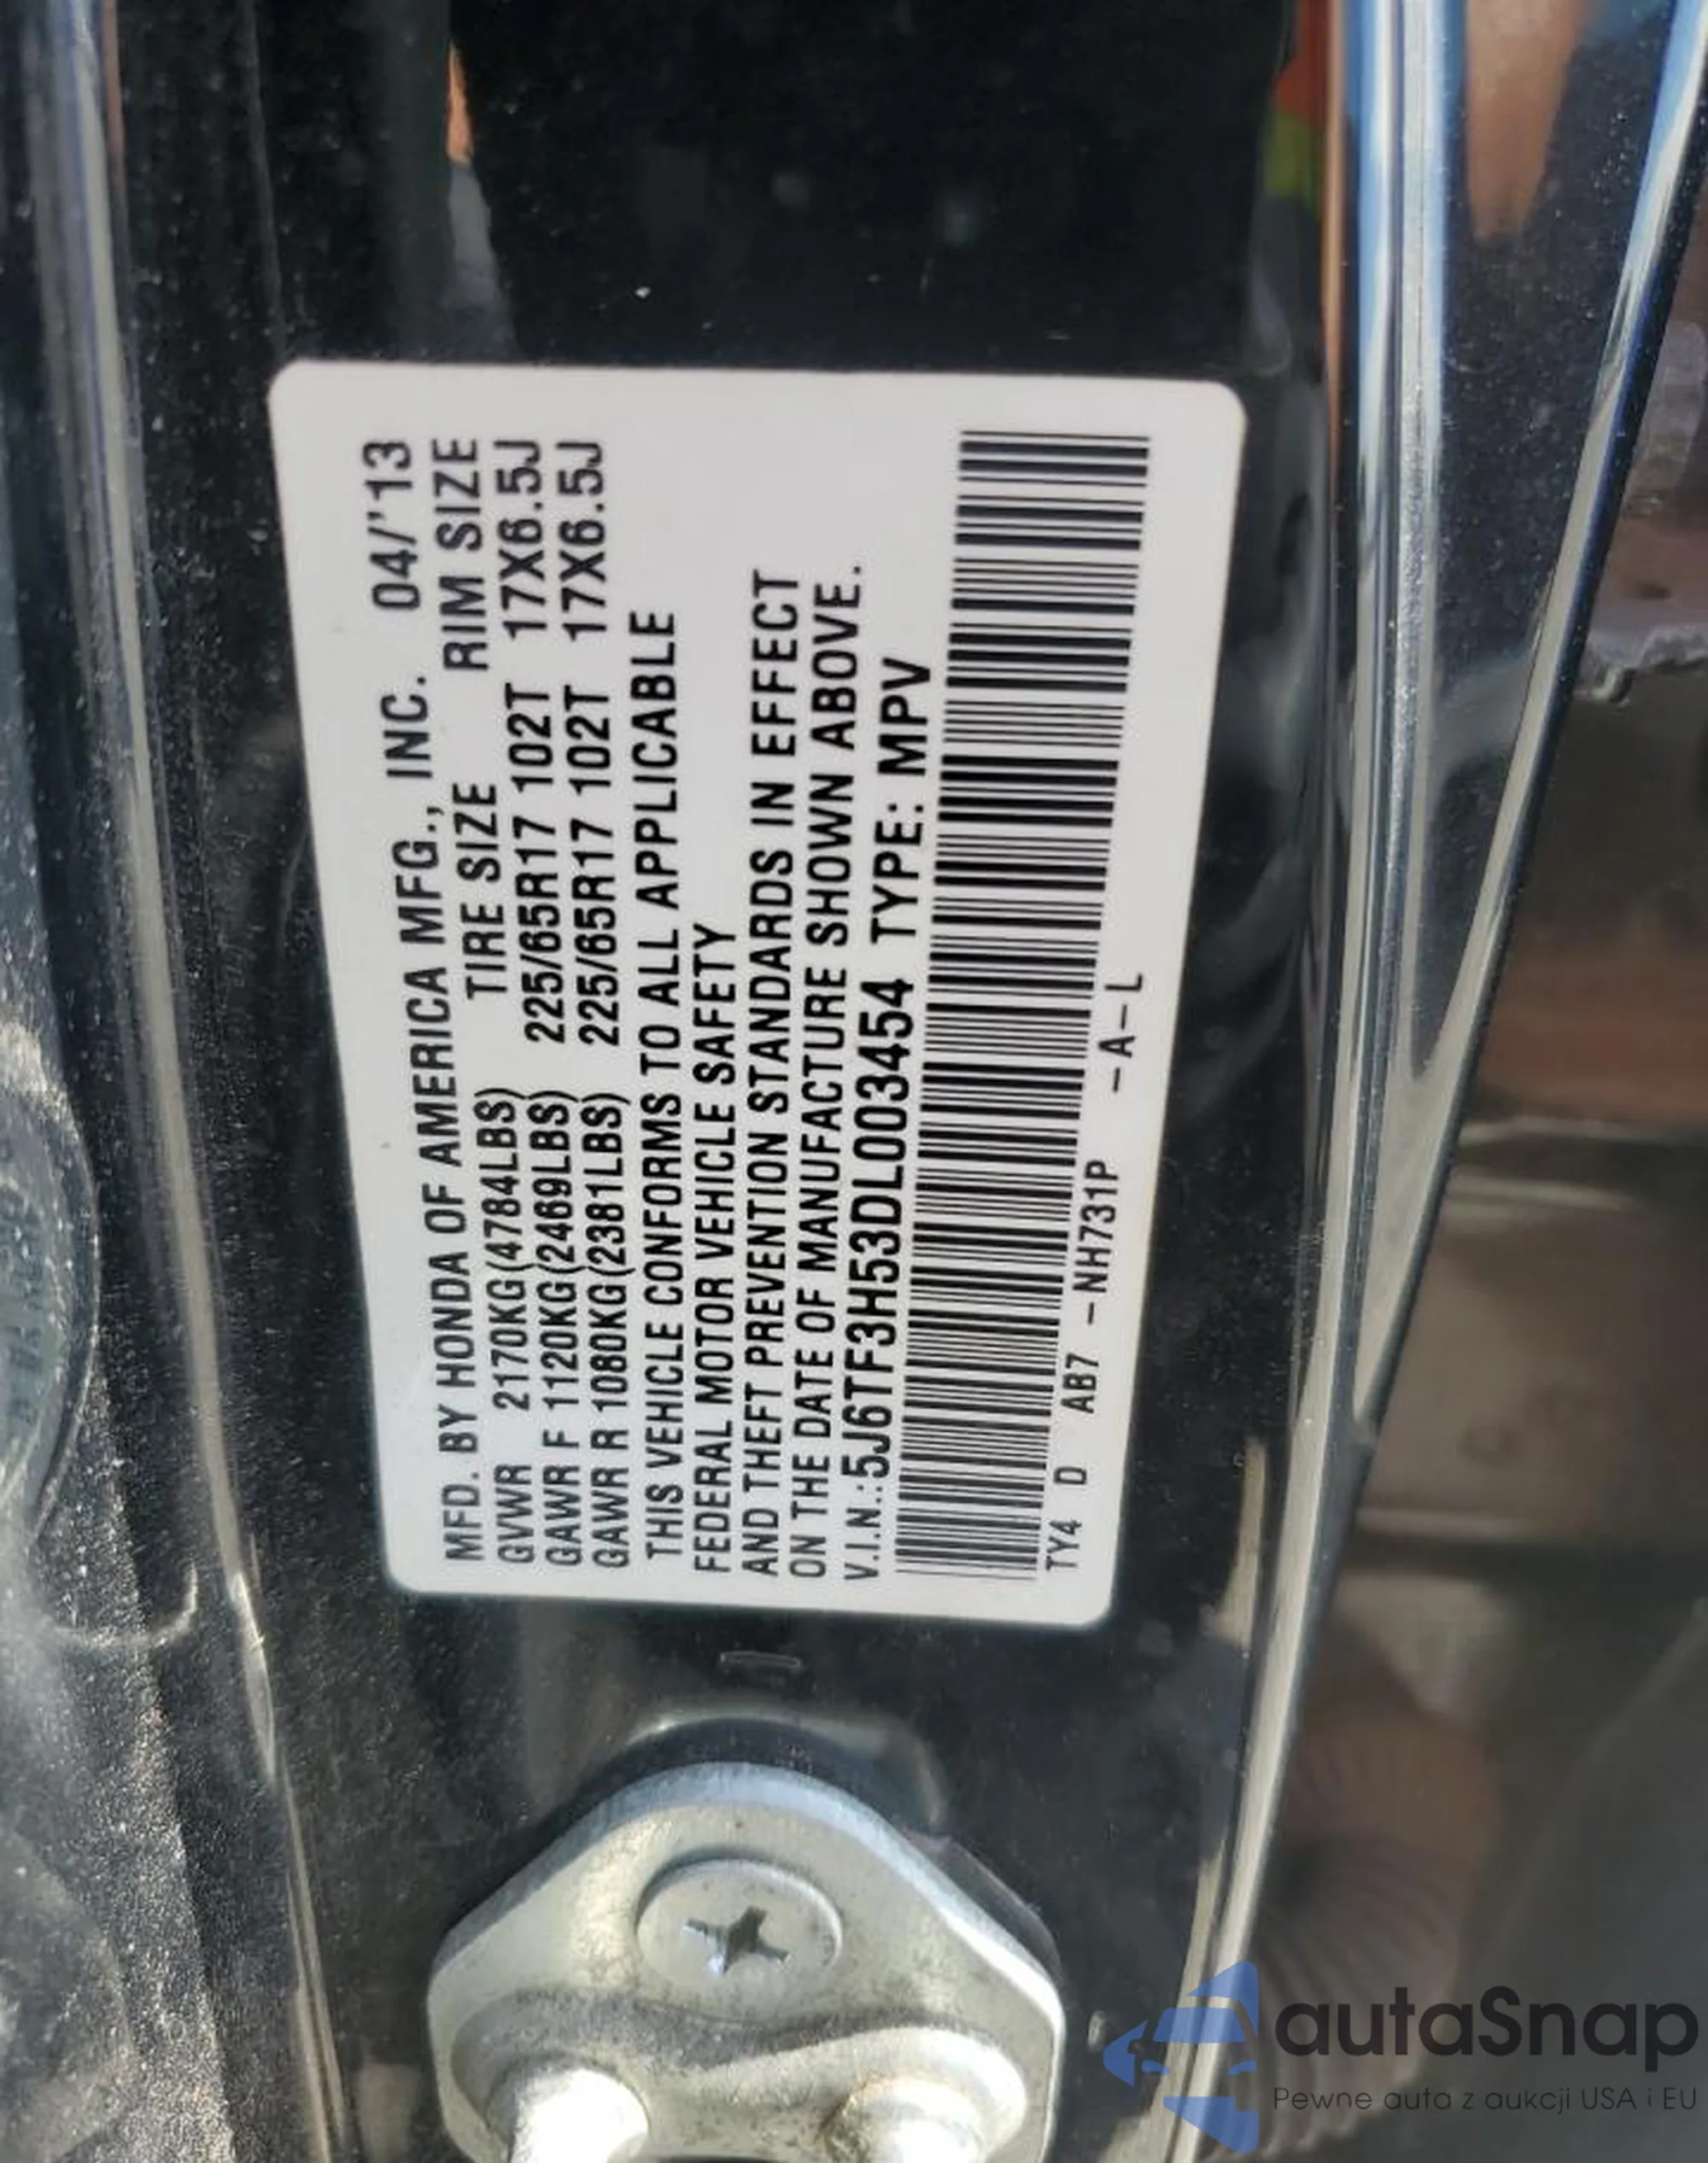 MFD. BY HONDA OF AMERICA MFG., INC. 04/'13
TIRE SIZE RIM SIZE
GVWR 2170KG(4784LBS)
GAWR F 1120KG(2469LBS) 225/65R17 102T 17X6.5J
GAWR R 1080KG(2381LBS) 225/65R17 102T 17X6.5J
THIS VEHICLE CONFORMS TO ALL APPLICABLE
FEDERAL MOTOR VEHICLE SAFETY
AND THEFT PREVENTION STANDARDS IN EFFECT
ON THE DATE OF MANUFACTURE SHOWN ABOVE.
V.I.N.:5J6TF3H53DL003454 TYPE: MPV
TY4 D AB7 -NH731P -A-L
autaSnap
Pewne auta z aukcji USA i EU